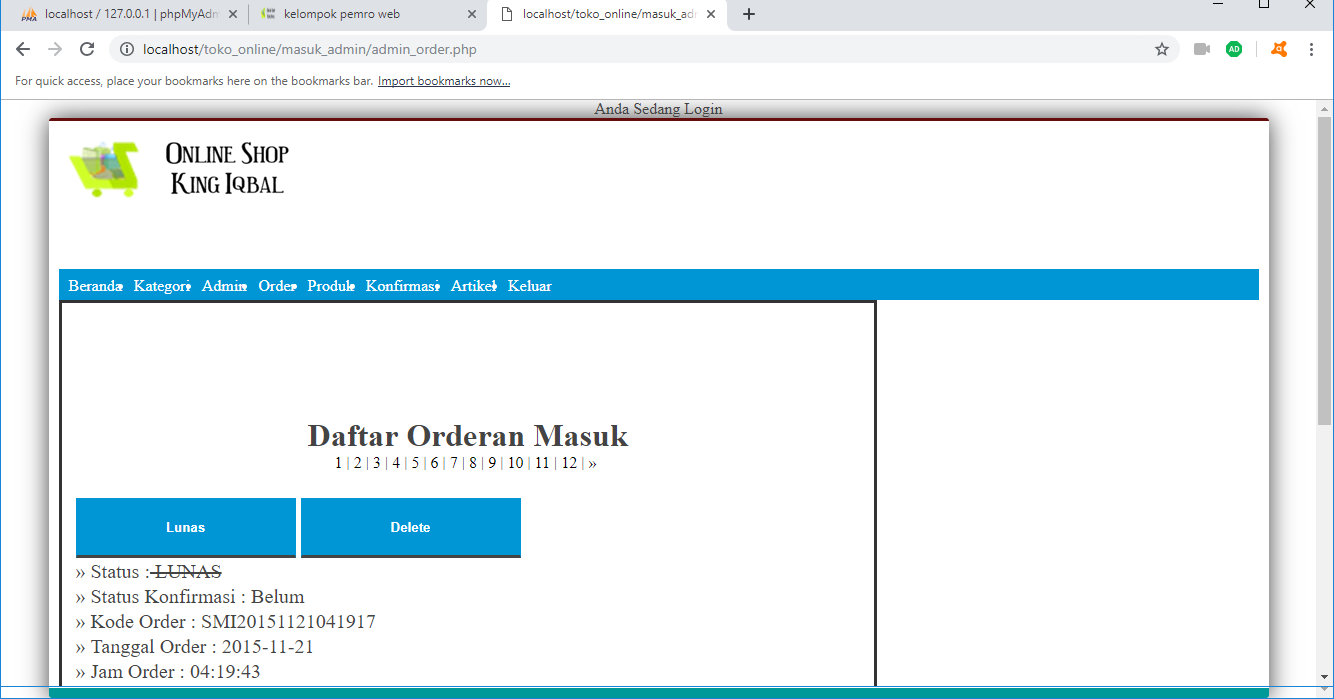 localhost / 127.0.0.1 | phpMyAdm
kelempok pemro web
localhost/toko_online/masuk_adm
localhost/toko_online/masuk_admin/admin_order.php
AD
For quick access, place your bookmarks here on the bookmarks bar. Import bookmarks now...
Anda Sedang Login
Online Shop
King Iqbal
Beranda Kategori Admin Order Produk Konfirmasi Artikel Keluar
Daftar Orderan Masuk
1 | 2 | 3 | 4 | 5 | 6 | 7 | 8 | 9 | 10 | 11 | 12 | »
Lunas Delete
» Status : LUNAS
» Status Konfirmasi : Belum
» Kode Order : SMI20151121041917
» Tanggal Order : 2015-11-21
» Jam Order : 04:19:43